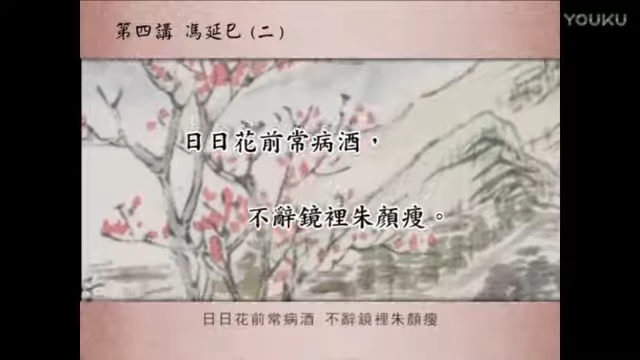 第四講 馮延巳(二)
YOUKU
日日花前常病酒，
不辭鏡裡朱顏瘦。
日日花前常病酒 不辭鏡裡朱顏瘦